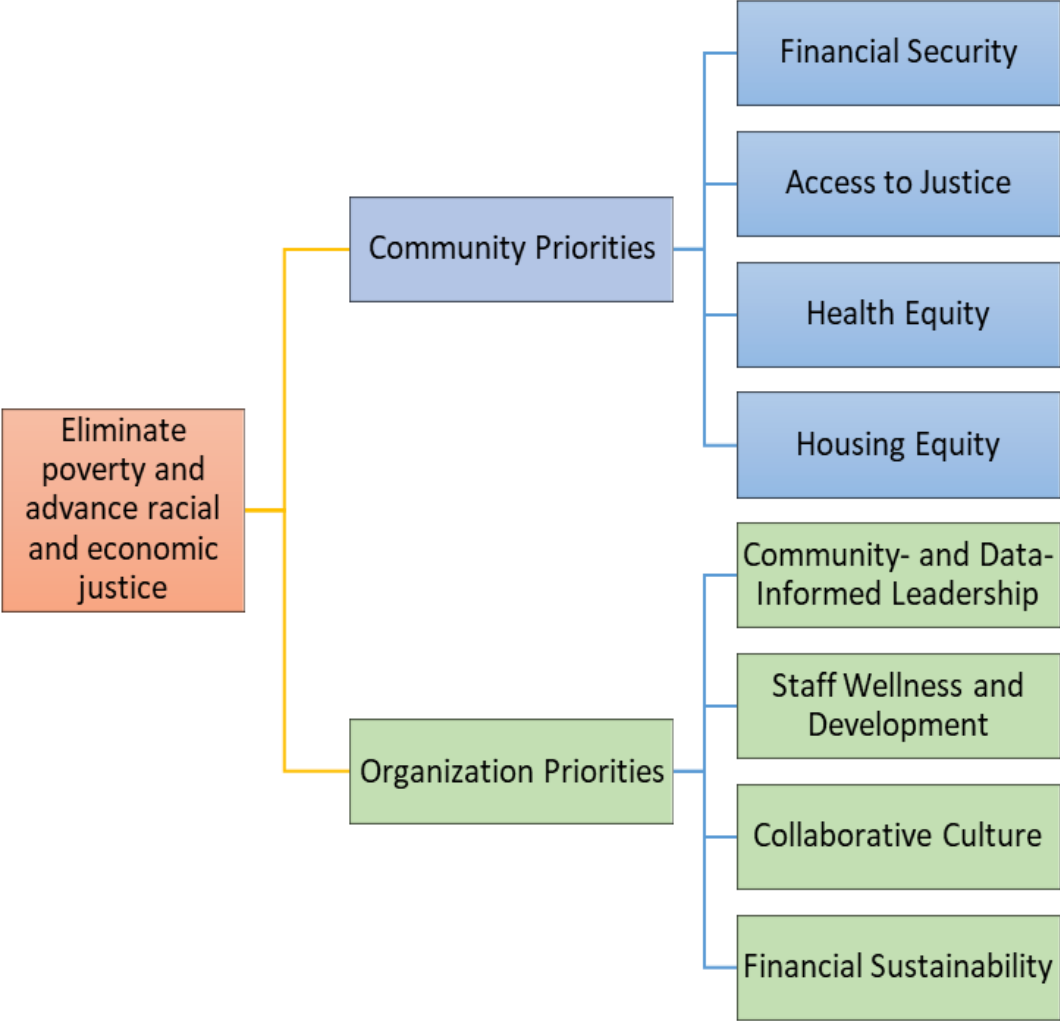 Eliminate
poverty and
advance racial
and economic
justice
Community Priorities
Financial Security
Access to Justice
Health Equity
Housing Equity
Organization Priorities
Community- and Data-
Informed Leadership
Staff Wellness and
Development
Collaborative Culture
Financial Sustainability